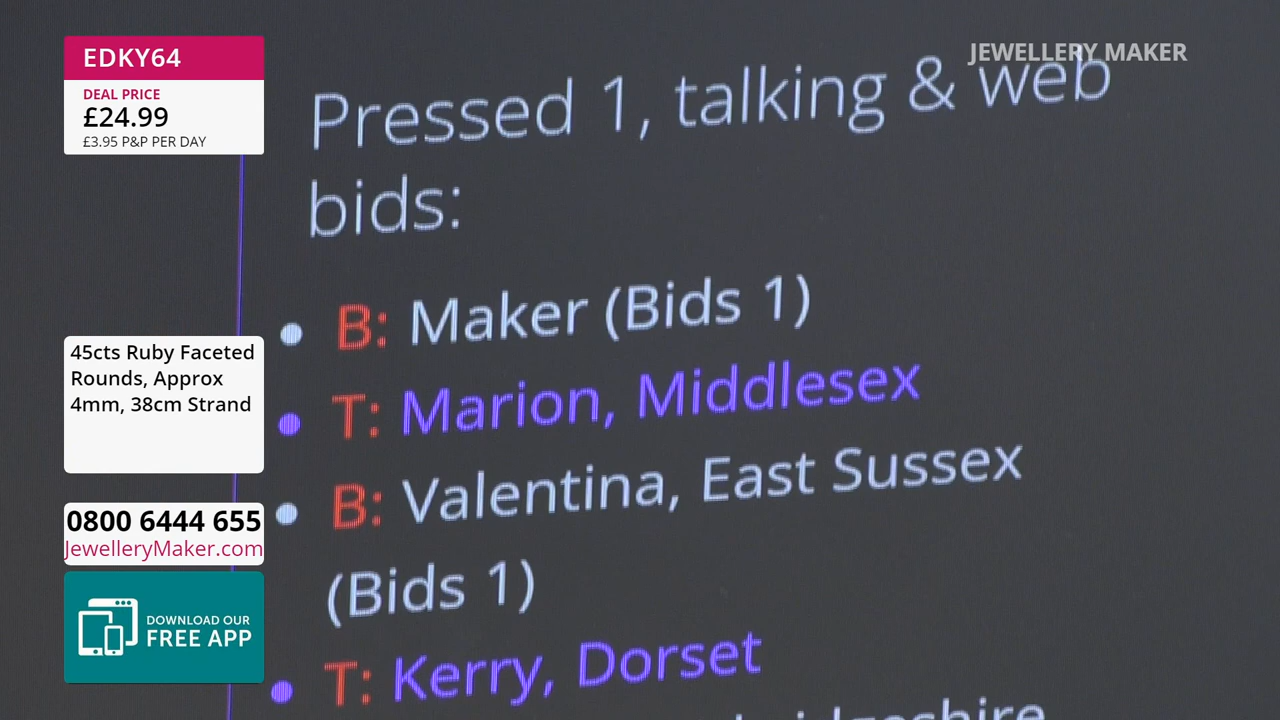 EDKY64
DEAL PRICE
£24.99
£3.95 P&P PER DAY
JEWELLERY MAKER
Pressed 1, talking & web
bids:
B: Maker (Bids 1)
T: Marion, Middlesex
B: Valentina, East Sussex
(Bids 1)
T: Kerry, Dorset
45cts Ruby Faceted
Rounds, Approx
4mm, 38cm Strand
0800 6444 655
JewelleryMaker.com
DOWNLOAD OUR
FREE APP